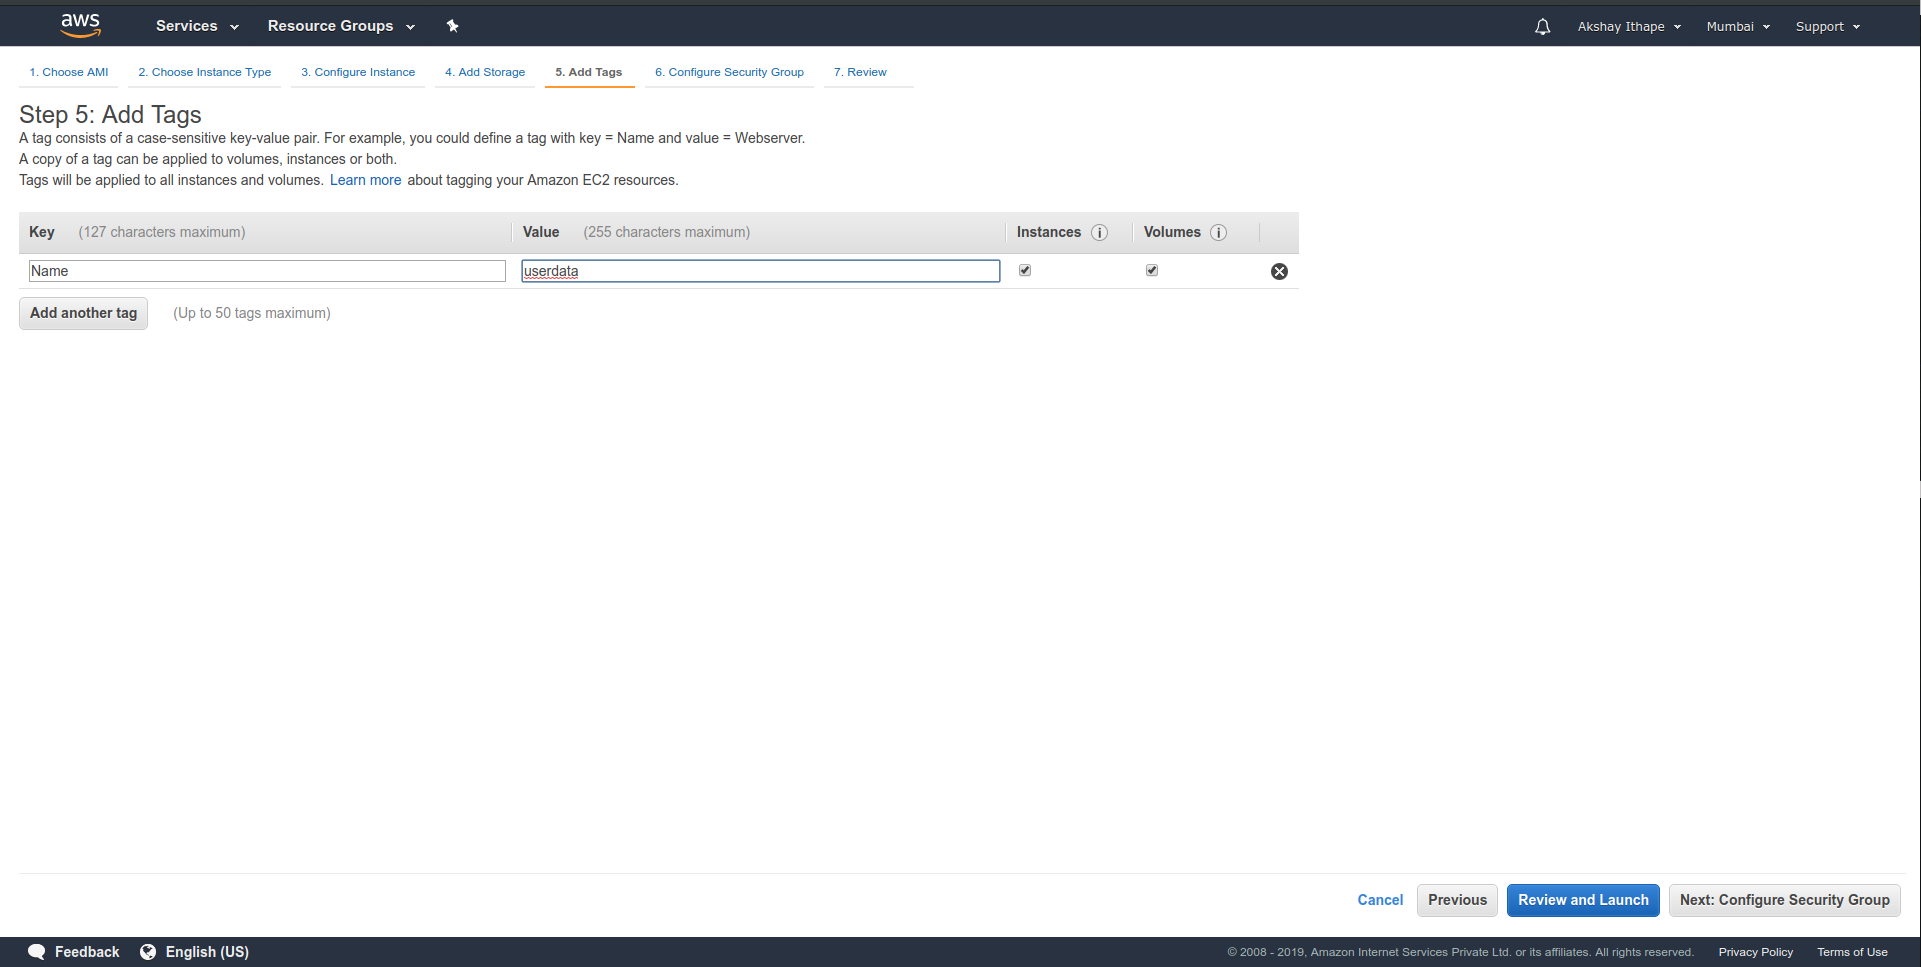 aws Services Resource Groups Akshay Ithape Mumbai Support
1. Choose AMI 2. Choose Instance Type 3. Configure Instance 4. Add Storage 5. Add Tags 6. Configure Security Group 7. Review
Step 5: Add Tags
A tag consists of a case-sensitive key-value pair. For example, you could define a tag with key = Name and value = Webserver.
A copy of a tag can be applied to volumes, instances or both.
Tags will be applied to all instances and volumes. Learn more about tagging your Amazon EC2 resources.
Key (127 characters maximum) Value (255 characters maximum) Instances i Volumes i
Name userdata
Add another tag (Up to 50 tags maximum)
Cancel Previous Review and Launch Next: Configure Security Group
Feedback English (US) © 2008 - 2019, Amazon Internet Services Private Ltd. or its affiliates. All rights reserved. Privacy Policy Terms of Use